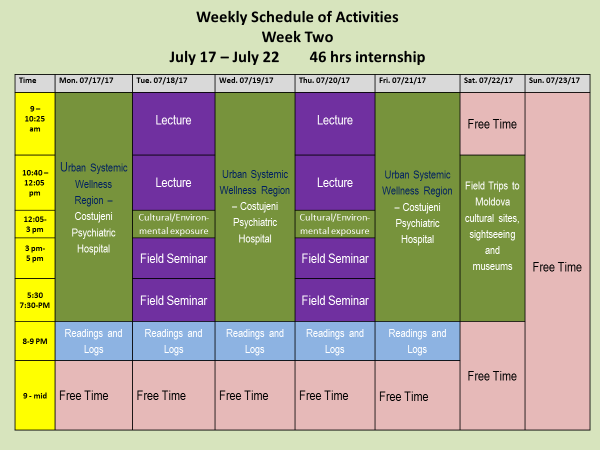 Weekly Schedule of Activities
Week Two
July 17 – July 22 46 hrs internship
Time Mon. 07/17/17 Tue. 07/18/17 Wed. 07/19/17 Thu. 07/20/17 Fri. 07/21/17 Sat. 07/22/17 Sun. 07/23/17
9 –
10:25
am
Urban Systemic
Wellness
Region –
Costujeni
Psychiatric
Hospital
Lecture
Urban Systemic
Wellness Region
– Costujeni
Psychiatric
Hospital
Lecture
Urban Systemic
Wellness Region
– Costujeni
Psychiatric
Hospital
Free Time
Free Time
10:40 –
12:05
pm
Lecture
Lecture
Field Trips to
Moldova
cultural sites,
sightseeing
and
museums
12:05-
3 pm
Cultural/Environ-
mental exposure
Cultural/Environ-
mental exposure
3 pm-
5 pm
Field Seminar
Field Seminar
5:30
7:30-PM
Field Seminar
Field Seminar
8-9 PM
Readings and
Logs
Readings and
Logs
Readings and
Logs
Readings and
Logs
Readings and
Logs
Free Time
9 - mid
Free Time
Free Time
Free Time
Free Time
Free Time